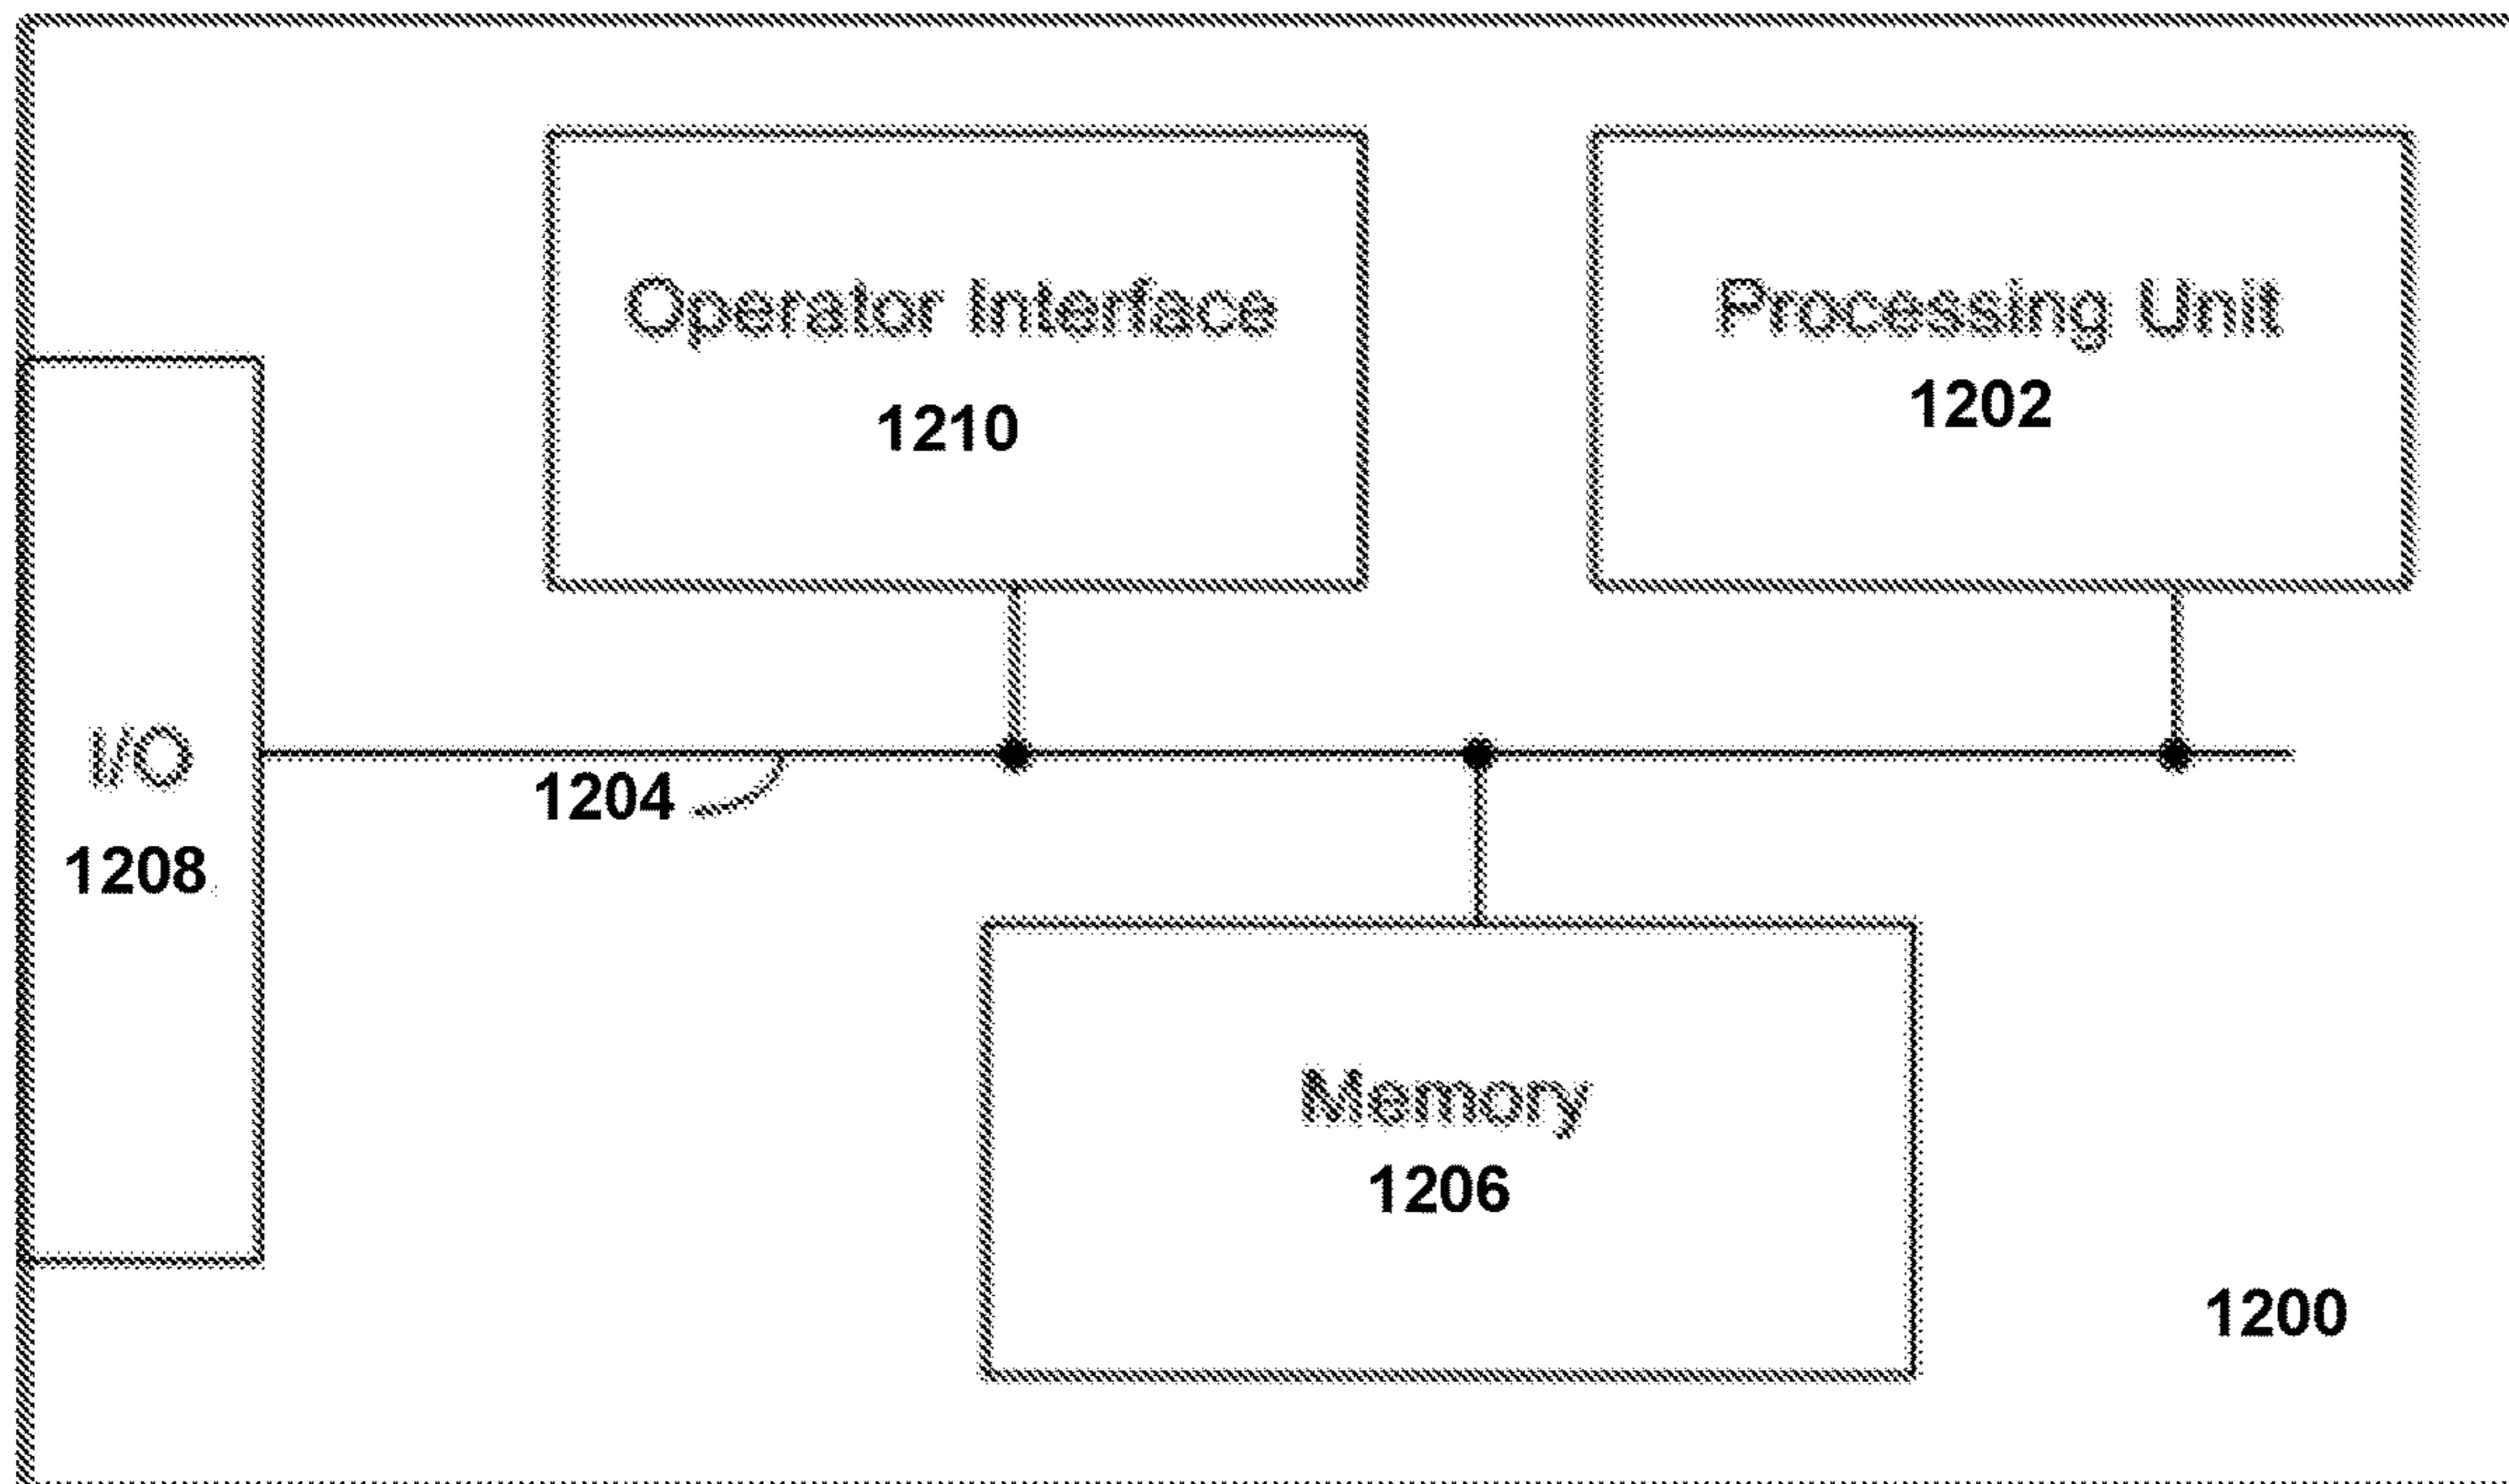 Operator Interface
1210
Processing Unit
1202
I/O
1208
1204
Memory
1206
1200